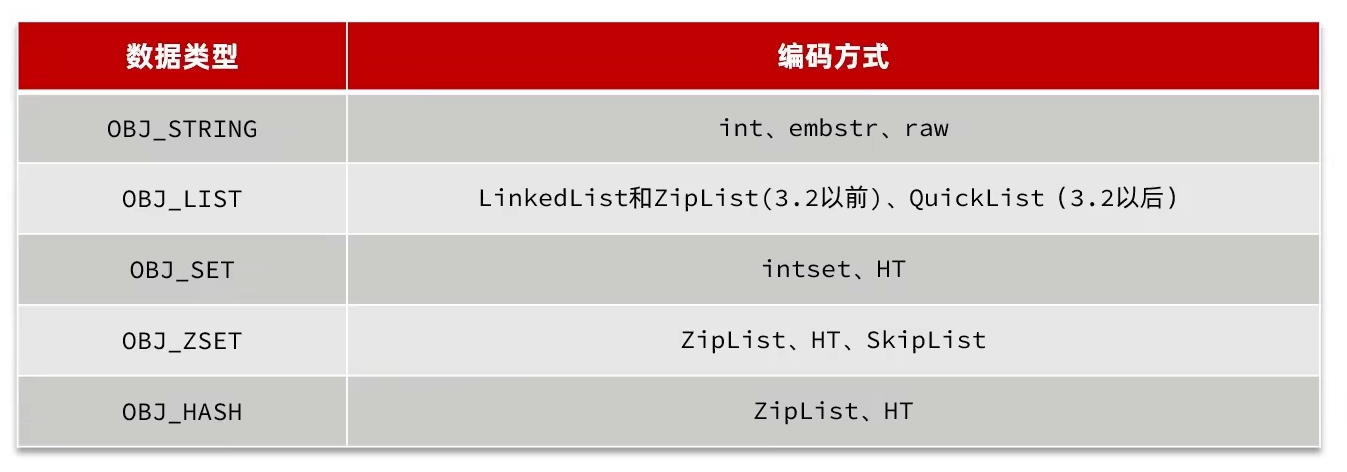 数据类型 编码方式
OBJ_STRING int、embstr、raw
OBJ_LIST LinkedList和ZipList(3.2以前)、QuickList（3.2以后）
OBJ_SET intset、HT
OBJ_ZSET ZipList、HT、SkipList
OBJ_HASH ZipList、HT